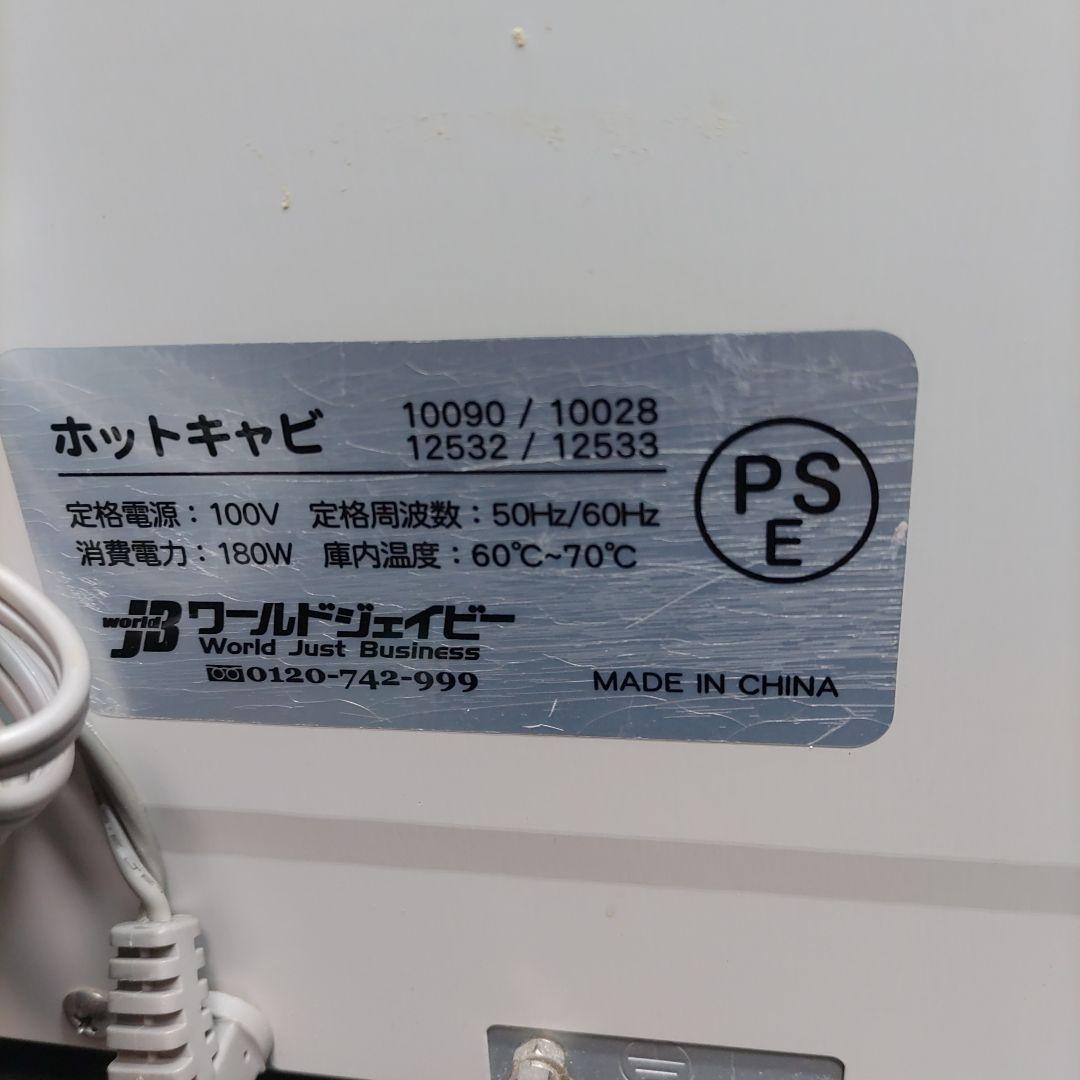 ホットキャビ
10090 / 10028
12532 / 12533
定格電源：100V 定格周波数：50Hz/60Hz
消費電力：180W 庫内温度：60℃~70℃
PS
E
world JB ワールドジェイビー
World Just Business
0120-742-999
MADE IN CHINA